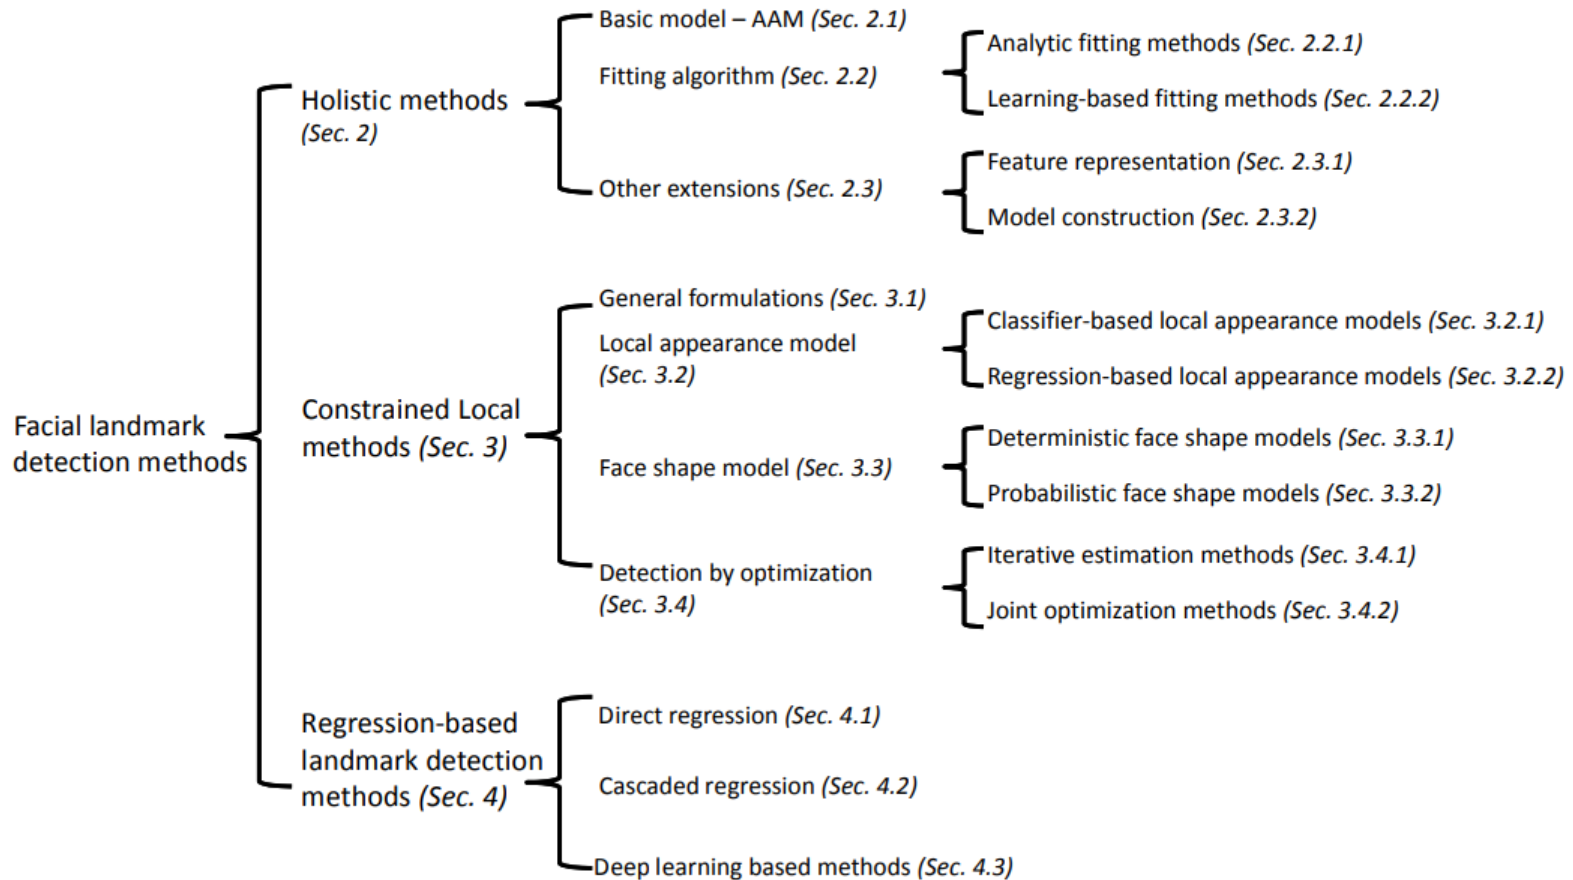 Facial landmark
detection methods
Holistic methods
(Sec. 2)
Basic model – AAM (Sec. 2.1)
Fitting algorithm (Sec. 2.2)
Analytic fitting methods (Sec. 2.2.1)
Learning-based fitting methods (Sec. 2.2.2)
Other extensions (Sec. 2.3)
Feature representation (Sec. 2.3.1)
Model construction (Sec. 2.3.2)
Constrained Local
methods (Sec. 3)
General formulations (Sec. 3.1)
Local appearance model
(Sec. 3.2)
Classifier-based local appearance models (Sec. 3.2.1)
Regression-based local appearance models (Sec. 3.2.2)
Face shape model (Sec. 3.3)
Deterministic face shape models (Sec. 3.3.1)
Probabilistic face shape models (Sec. 3.3.2)
Detection by optimization
(Sec. 3.4)
Iterative estimation methods (Sec. 3.4.1)
Joint optimization methods (Sec. 3.4.2)
Regression-based
landmark detection
methods (Sec. 4)
Direct regression (Sec. 4.1)
Cascaded regression (Sec. 4.2)
Deep learning based methods (Sec. 4.3)